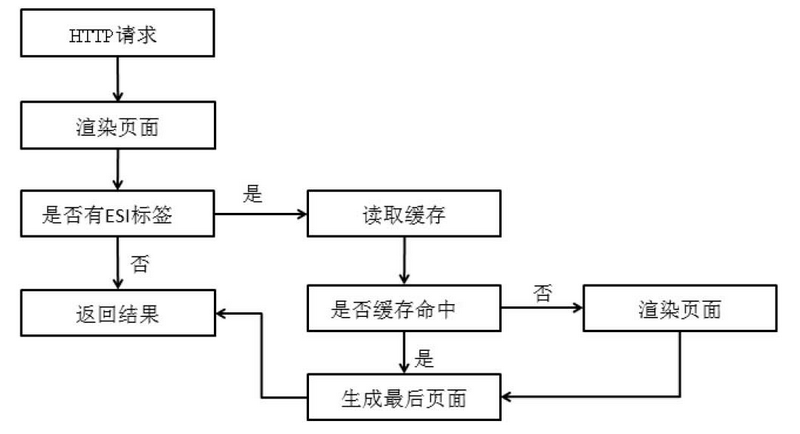 HTTP请求
渲染页面
是否有ESI标签
是
读取缓存
否
返回结果
是否缓存命中
否
渲染页面
是
生成最后页面